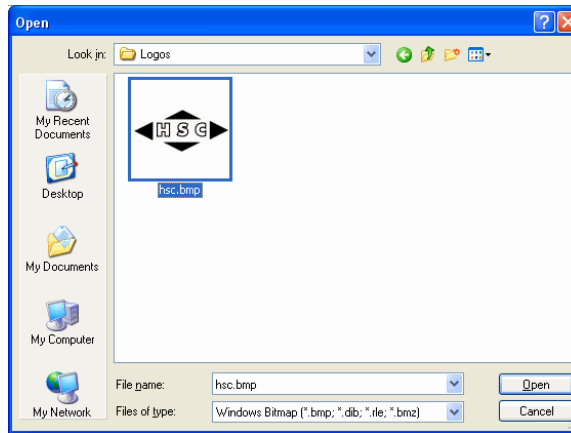 Open
Look in:
Logos
My Recent
Documents
Desktop
My Documents
My Computer
My Network
HSC
hsc.bmp
File name:
hsc.bmp
Open
Files of type:
Windows Bitmap (*.bmp; *.dib; *.rle; *.bmz)
Cancel